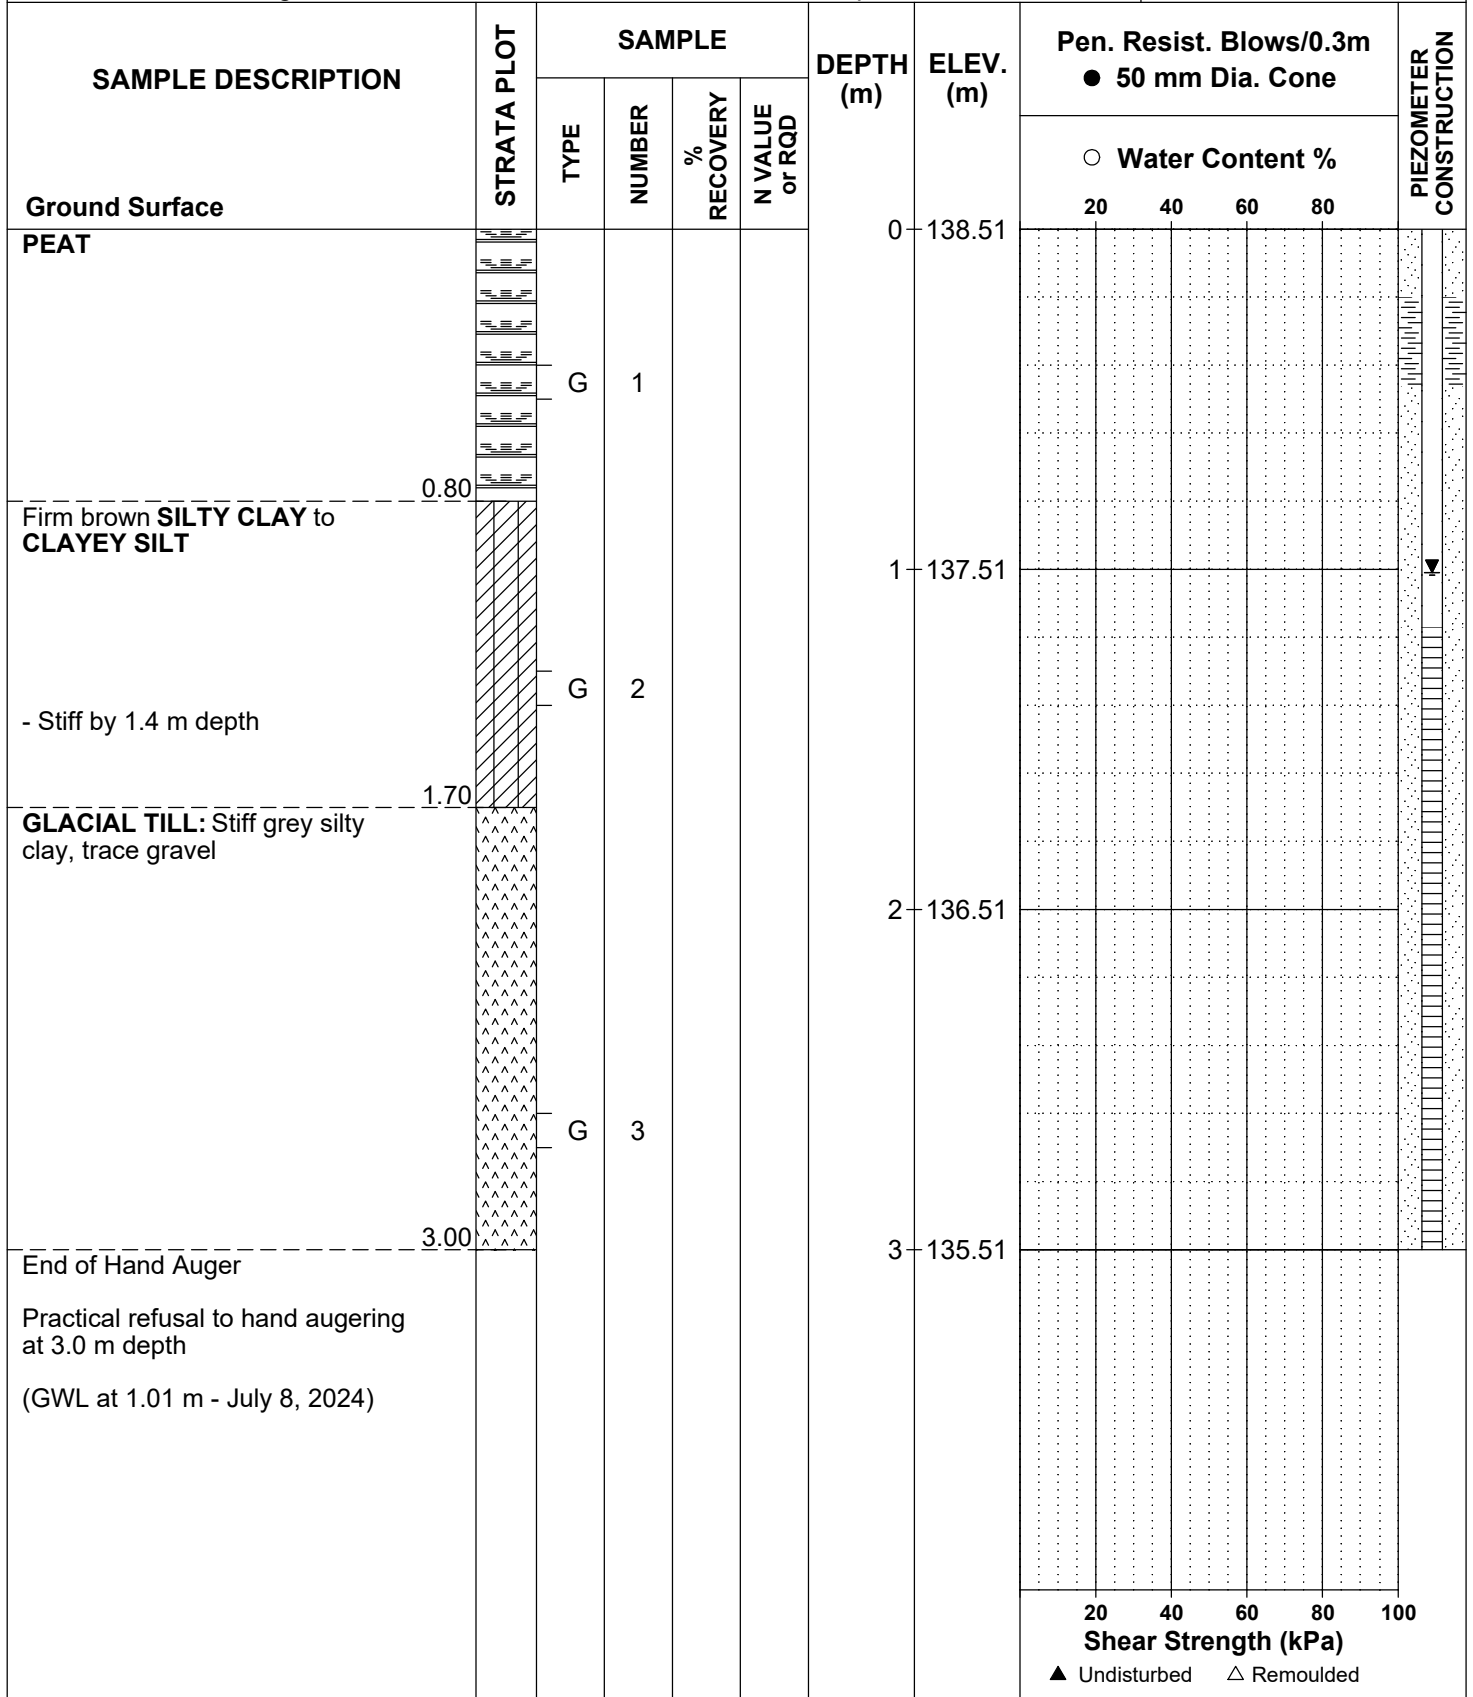 SAMPLE DESCRIPTION
Ground Surface
STRATA PLOT
SAMPLE
TYPE
NUMBER
%
RECOVERY
N VALUE
or RQD
DEPTH
(m)
ELEV.
(m)
Pen. Resist. Blows/0.3m
● 50 mm Dia. Cone
○ Water Content %
20 40 60 80
PIEZOMETER
CONSTRUCTION
PEAT
0 138.51
G 1
0.80
Firm brown SILTY CLAY to
CLAYEY SILT
1 137.51
G 2
- Stiff by 1.4 m depth
1.70
GLACIAL TILL: Stiff grey silty
clay, trace gravel
2 136.51
G 3
3.00
3 135.51
End of Hand Auger
Practical refusal to hand augering
at 3.0 m depth
(GWL at 1.01 m - July 8, 2024)
20 40 60 80 100
Shear Strength (kPa)
▲ Undisturbed △ Remoulded